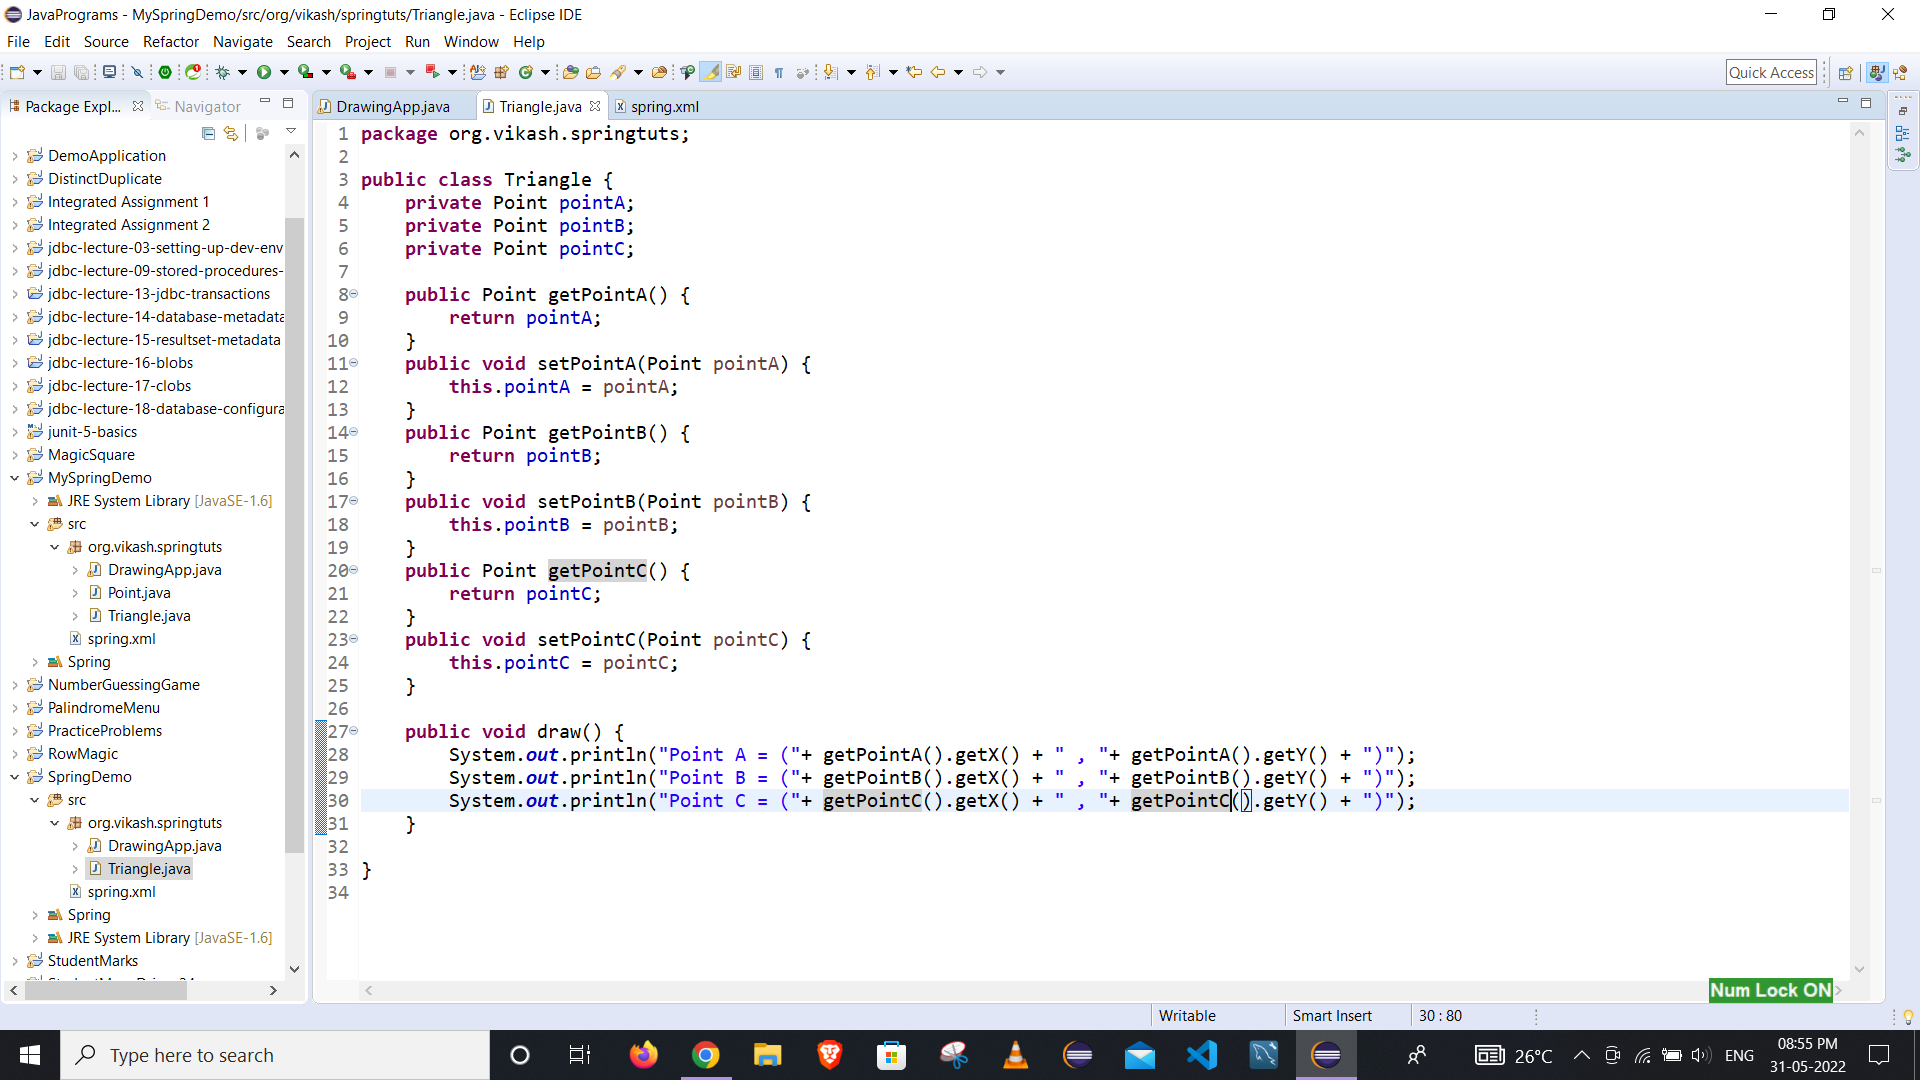 JavaPrograms - MySpringDemo/src/org/vikash/springtuts/Triangle.java - Eclipse IDE
File Edit Source Refactor Navigate Search Project Run Window Help
Quick Access
Package Expl... Navigator
DemoApplication
DistinctDuplicate
Integrated Assignment 1
Integrated Assignment 2
jdbc-lecture-03-setting-up-dev-env
jdbc-lecture-09-stored-procedures-
jdbc-lecture-13-jdbc-transactions
jdbc-lecture-14-database-metadata
jdbc-lecture-15-resultset-metadata
jdbc-lecture-16-blobs
jdbc-lecture-17-clobs
jdbc-lecture-18-database-configura
junit-5-basics
MagicSquare
MySpringDemo
JRE System Library [JavaSE-1.6]
src
org.vikash.springtuts
DrawingApp.java
Point.java
Triangle.java
spring.xml
Spring
NumberGuessingGame
PalindromeMenu
PracticeProblems
RowMagic
SpringDemo
src
org.vikash.springtuts
DrawingApp.java
Triangle.java
spring.xml
Spring
JRE System Library [JavaSE-1.6]
StudentMarks
DrawingApp.java Triangle.java spring.xml
1 package org.vikash.springtuts;
2
3 public class Triangle {
4 private Point pointA;
5 private Point pointB;
6 private Point pointC;
7
8 public Point getPointA() {
9 return pointA;
10 }
11 public void setPointA(Point pointA) {
12 this.pointA = pointA;
13 }
14 public Point getPointB() {
15 return pointB;
16 }
17 public void setPointB(Point pointB) {
18 this.pointB = pointB;
19 }
20 public Point getPointC() {
21 return pointC;
22 }
23 public void setPointC(Point pointC) {
24 this.pointC = pointC;
25 }
26
27 public void draw() {
28 System.out.println("Point A = ("+ getPointA().getX() + " , "+ getPointA().getY() + ")");
29 System.out.println("Point B = ("+ getPointB().getX() + " , "+ getPointB().getY() + ")");
30 System.out.println("Point C = ("+ getPointC().getX() + " , "+ getPointC().getY() + ")");
31 }
32
33 }
34
Num Lock ON
Writable Smart Insert 30 : 80
Type here to search
26°C ENG
08:55 PM
31-05-2022